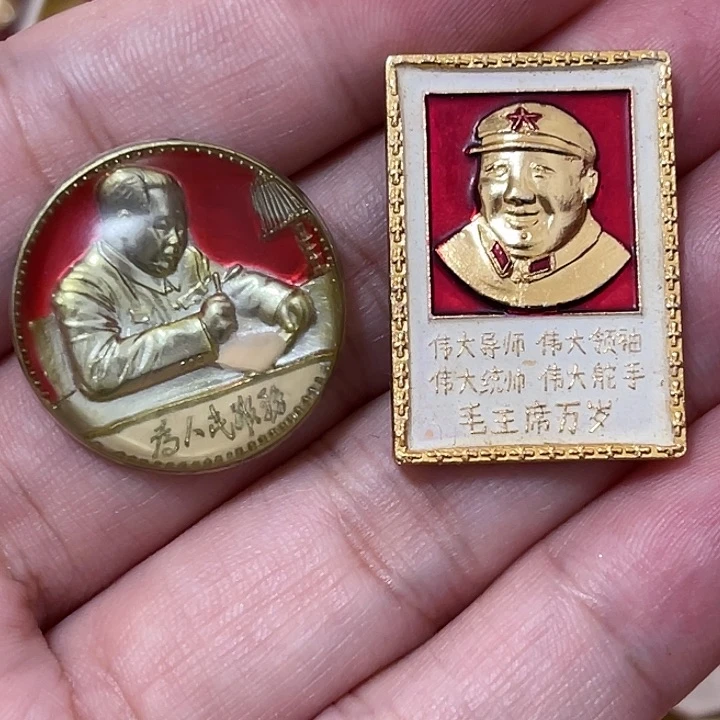 为人民服务
伟大导师 伟大领袖
伟大统帅 伟大舵手
毛主席万岁